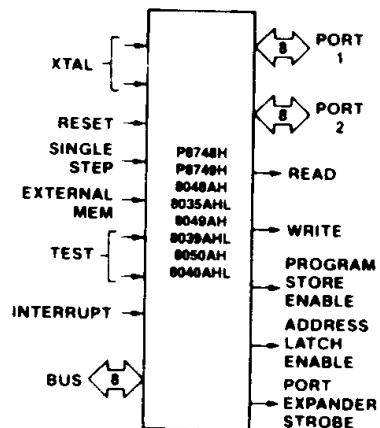 XTAL
RESET
SINGLE
STEP
EXTERNAL
MEM
TEST
INTERRUPT
BUS
8
P8748H
P8749H
8048AH
8035AHL
8049AH
8039AHL
8050AH
8040AHL
8
PORT
1
8
PORT
2
READ
WRITE
PROGRAM
STORE
ENABLE
ADDRESS
LATCH
ENABLE
PORT
EXPANDER
STROBE